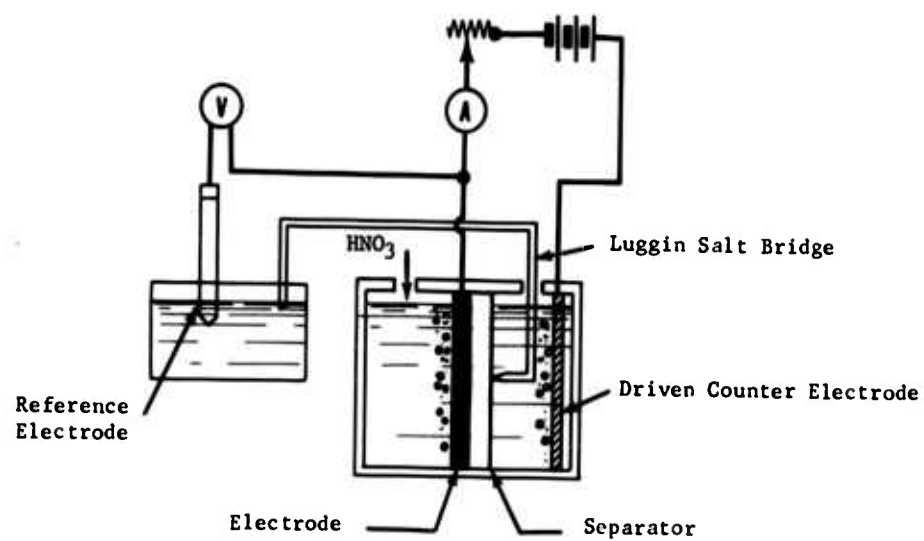 V
A
HNO3
Luggin Salt Bridge
Reference
Electrode
Driven Counter Electrode
Electrode
Separator